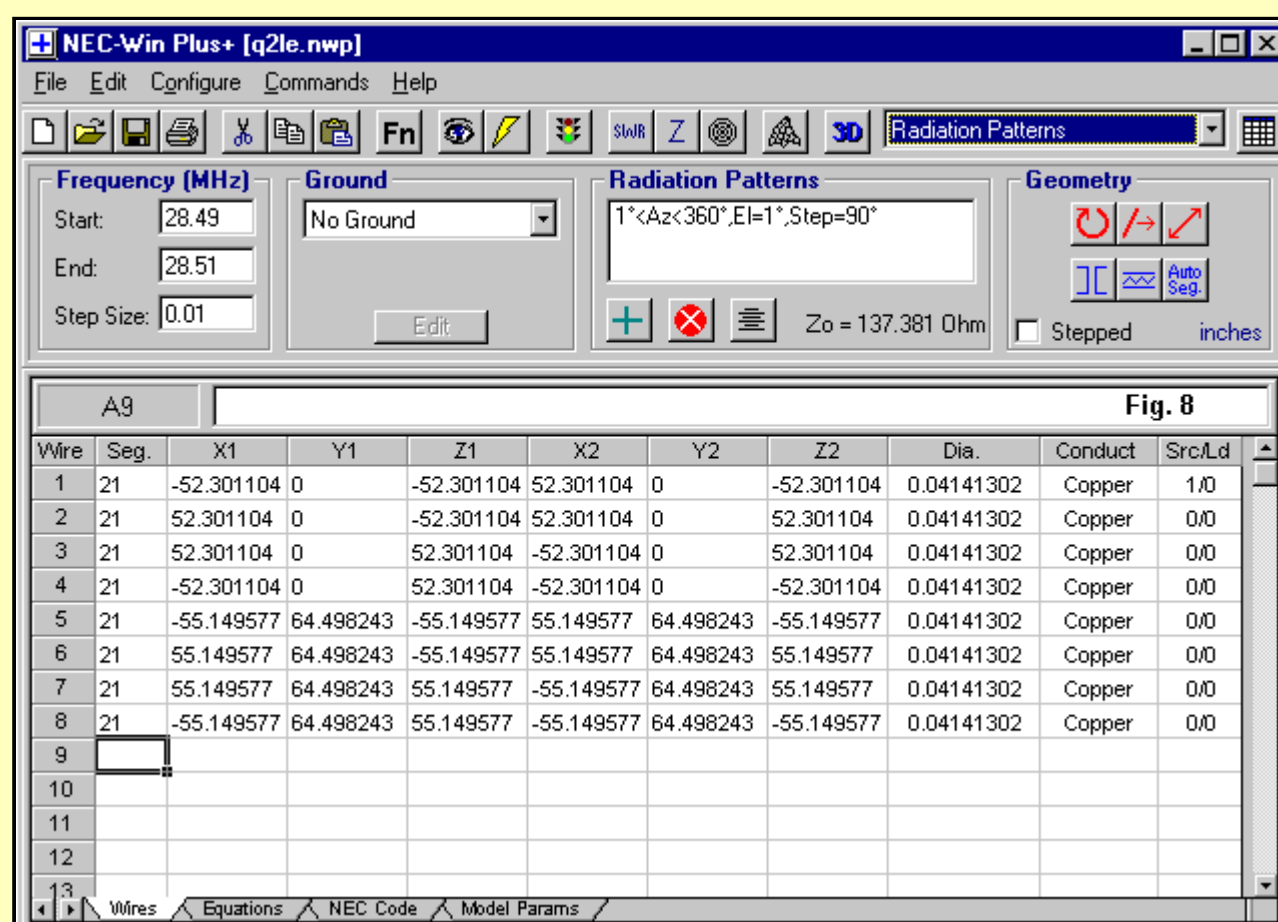 NEC-Win Plus+ [q2le.nwp]
File Edit Configure Commands Help
Fn SWR Z 3D Radiation Patterns
Frequency (MHz)
Start: 28.49
End: 28.51
Step Size: 0.01
Ground
No Ground
Edit
Radiation Patterns
1°<Az<360°,El=1°,Step=90°
Zo = 137.381 Ohm
Geometry
Auto Seg.
Stepped inches
A9 Fig. 8
Wire Seg. X1 Y1 Z1 X2 Y2 Z2 Dia. Conduct Src/Ld
1 21 -52.301104 0 -52.301104 52.301104 0 -52.301104 0.04141302 Copper 1/0
2 21 52.301104 0 -52.301104 52.301104 0 52.301104 0.04141302 Copper 0/0
3 21 52.301104 0 52.301104 -52.301104 0 52.301104 0.04141302 Copper 0/0
4 21 -52.301104 0 52.301104 -52.301104 0 -52.301104 0.04141302 Copper 0/0
5 21 -55.149577 64.498243 -55.149577 55.149577 64.498243 -55.149577 0.04141302 Copper 0/0
6 21 55.149577 64.498243 -55.149577 55.149577 64.498243 55.149577 0.04141302 Copper 0/0
7 21 55.149577 64.498243 55.149577 -55.149577 64.498243 55.149577 0.04141302 Copper 0/0
8 21 -55.149577 64.498243 55.149577 -55.149577 64.498243 -55.149577 0.04141302 Copper 0/0
9
10
11
12
13
Wires Equations NEC Code Model Params